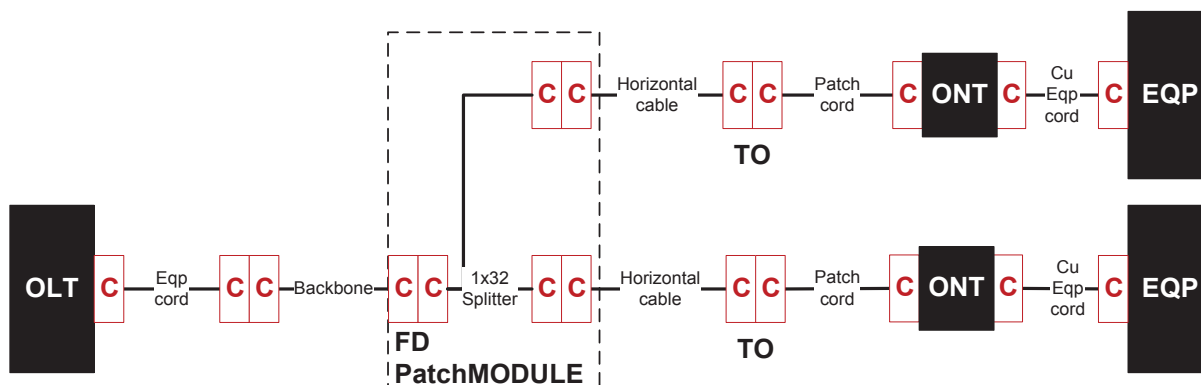 C C Horizontal cable C C Patch cord C ONT C Cu Eqp cord C EQP
TO
OLT C Eqp cord C C Backbone C C 1x32 Splitter C C Horizontal cable C C Patch cord C ONT C Cu Eqp cord C EQP
FD
PatchMODULE
TO